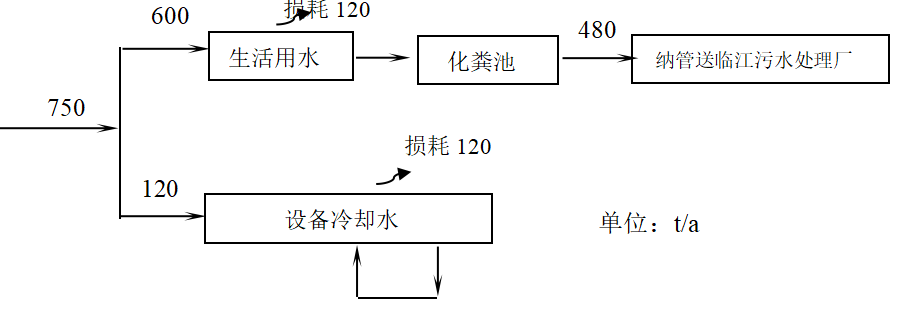 损耗 120
600
480
生活用水
化粪池
纳管送临江污水处理厂
750
损耗 120
120
设备冷却水
单位：t/a